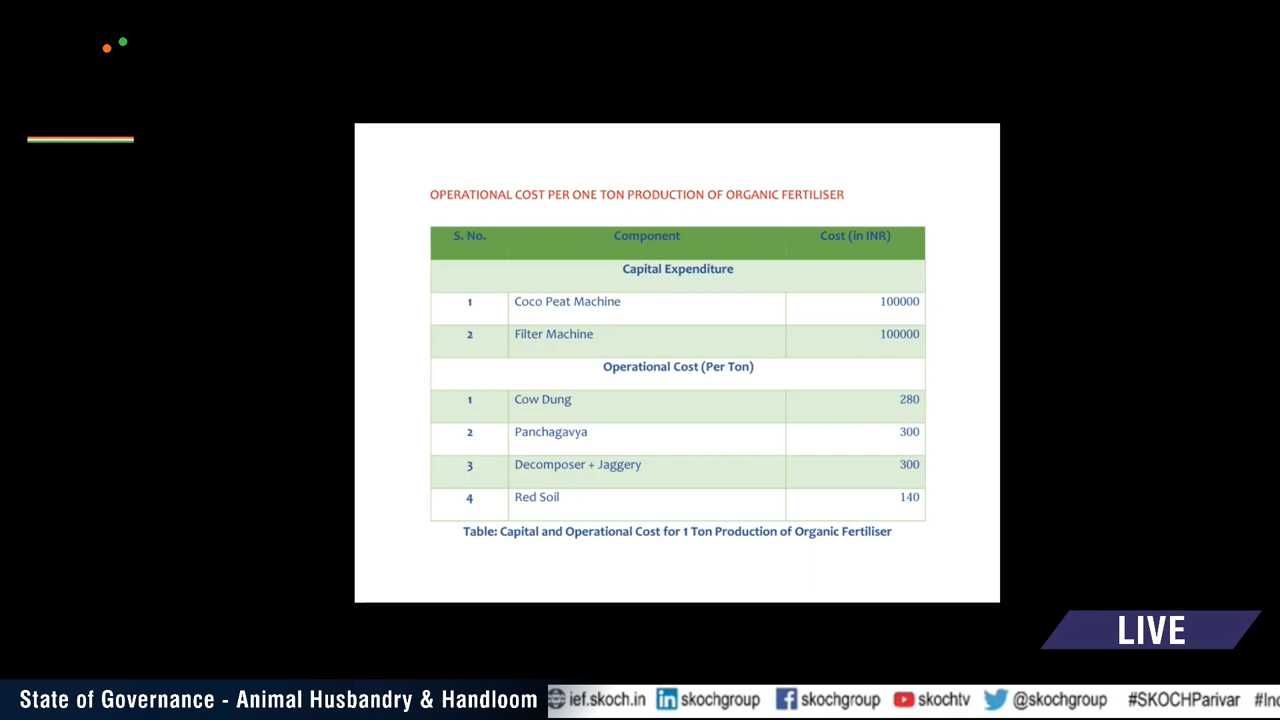 OPERATIONAL COST PER ONE TON PRODUCTION OF ORGANIC FERTILISER
S. No. Component Cost (in INR)
Capital Expenditure
1 Coco Peat Machine 100000
2 Filter Machine 100000
Operational Cost (Per Ton)
1 Cow Dung 280
2 Panchagavya 300
3 Decomposer + Jaggery 300
4 Red Soil 140
Table: Capital and Operational Cost for 1 Ton Production of Organic Fertiliser
LIVE
State of Governance - Animal Husbandry & Handloom ief.skoch.in skochgroup skochgroup skochtv @skochgroup #SKOCHParivar #In